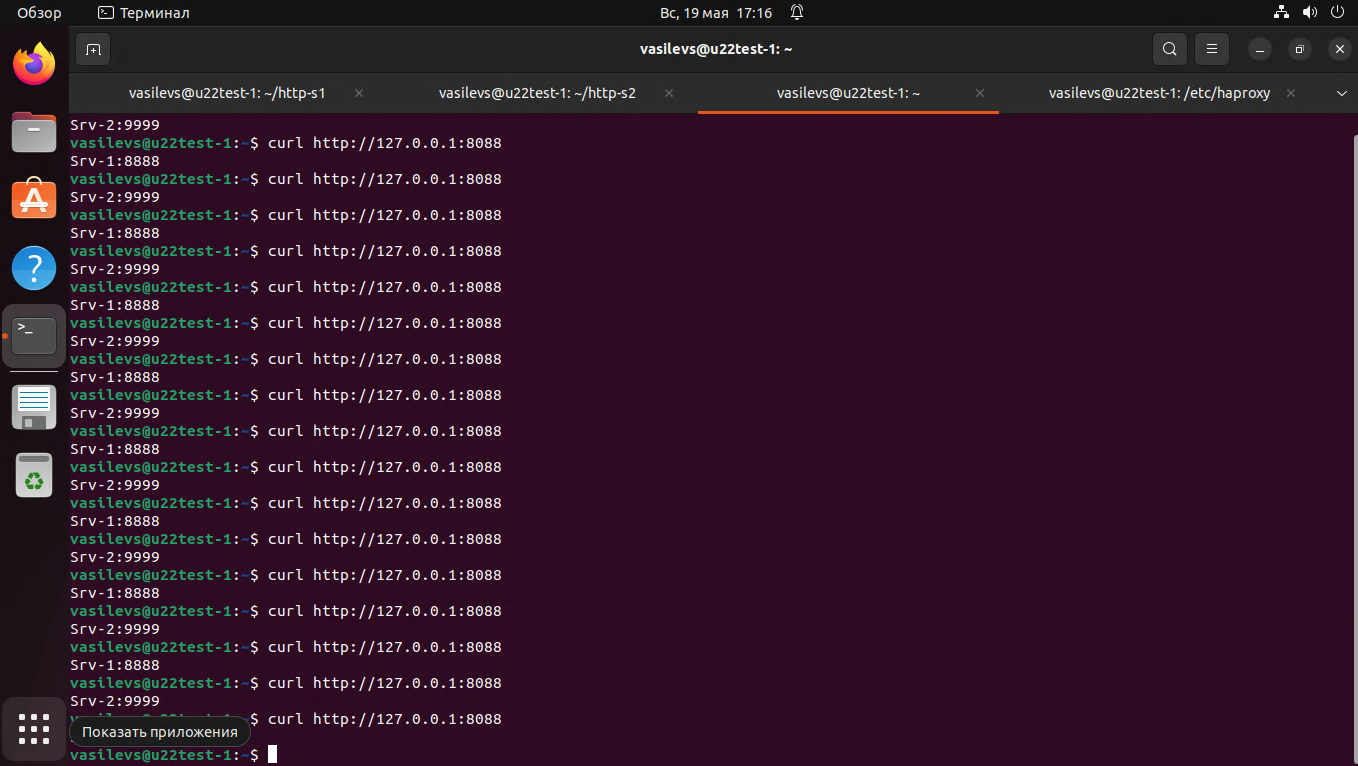 Обзор
Терминал
Вс, 19 мая 17:16
vasilevs@u22test-1: ~
vasilevs@u22test-1: ~/http-s1
vasilevs@u22test-1: ~/http-s2
vasilevs@u22test-1: ~
vasilevs@u22test-1: /etc/haproxy
Srv-2:9999
vasilevs@u22test-1:~$ curl http://127.0.0.1:8088
Srv-1:8888
vasilevs@u22test-1:~$ curl http://127.0.0.1:8088
Srv-2:9999
vasilevs@u22test-1:~$ curl http://127.0.0.1:8088
Srv-1:8888
vasilevs@u22test-1:~$ curl http://127.0.0.1:8088
Srv-2:9999
vasilevs@u22test-1:~$ curl http://127.0.0.1:8088
Srv-1:8888
vasilevs@u22test-1:~$ curl http://127.0.0.1:8088
Srv-2:9999
vasilevs@u22test-1:~$ curl http://127.0.0.1:8088
Srv-1:8888
vasilevs@u22test-1:~$ curl http://127.0.0.1:8088
Srv-2:9999
vasilevs@u22test-1:~$ curl http://127.0.0.1:8088
Srv-1:8888
vasilevs@u22test-1:~$ curl http://127.0.0.1:8088
Srv-2:9999
vasilevs@u22test-1:~$ curl http://127.0.0.1:8088
Srv-1:8888
vasilevs@u22test-1:~$ curl http://127.0.0.1:8088
Srv-2:9999
vasilevs@u22test-1:~$ curl http://127.0.0.1:8088
Srv-1:8888
vasilevs@u22test-1:~$ curl http://127.0.0.1:8088
Srv-2:9999
vasilevs@u22test-1:~$ curl http://127.0.0.1:8088
Srv-1:8888
vasilevs@u22test-1:~$ curl http://127.0.0.1:8088
Srv-2:9999
$ curl http://127.0.0.1:8088
Показать приложения
vasilevs@u22test-1:~$